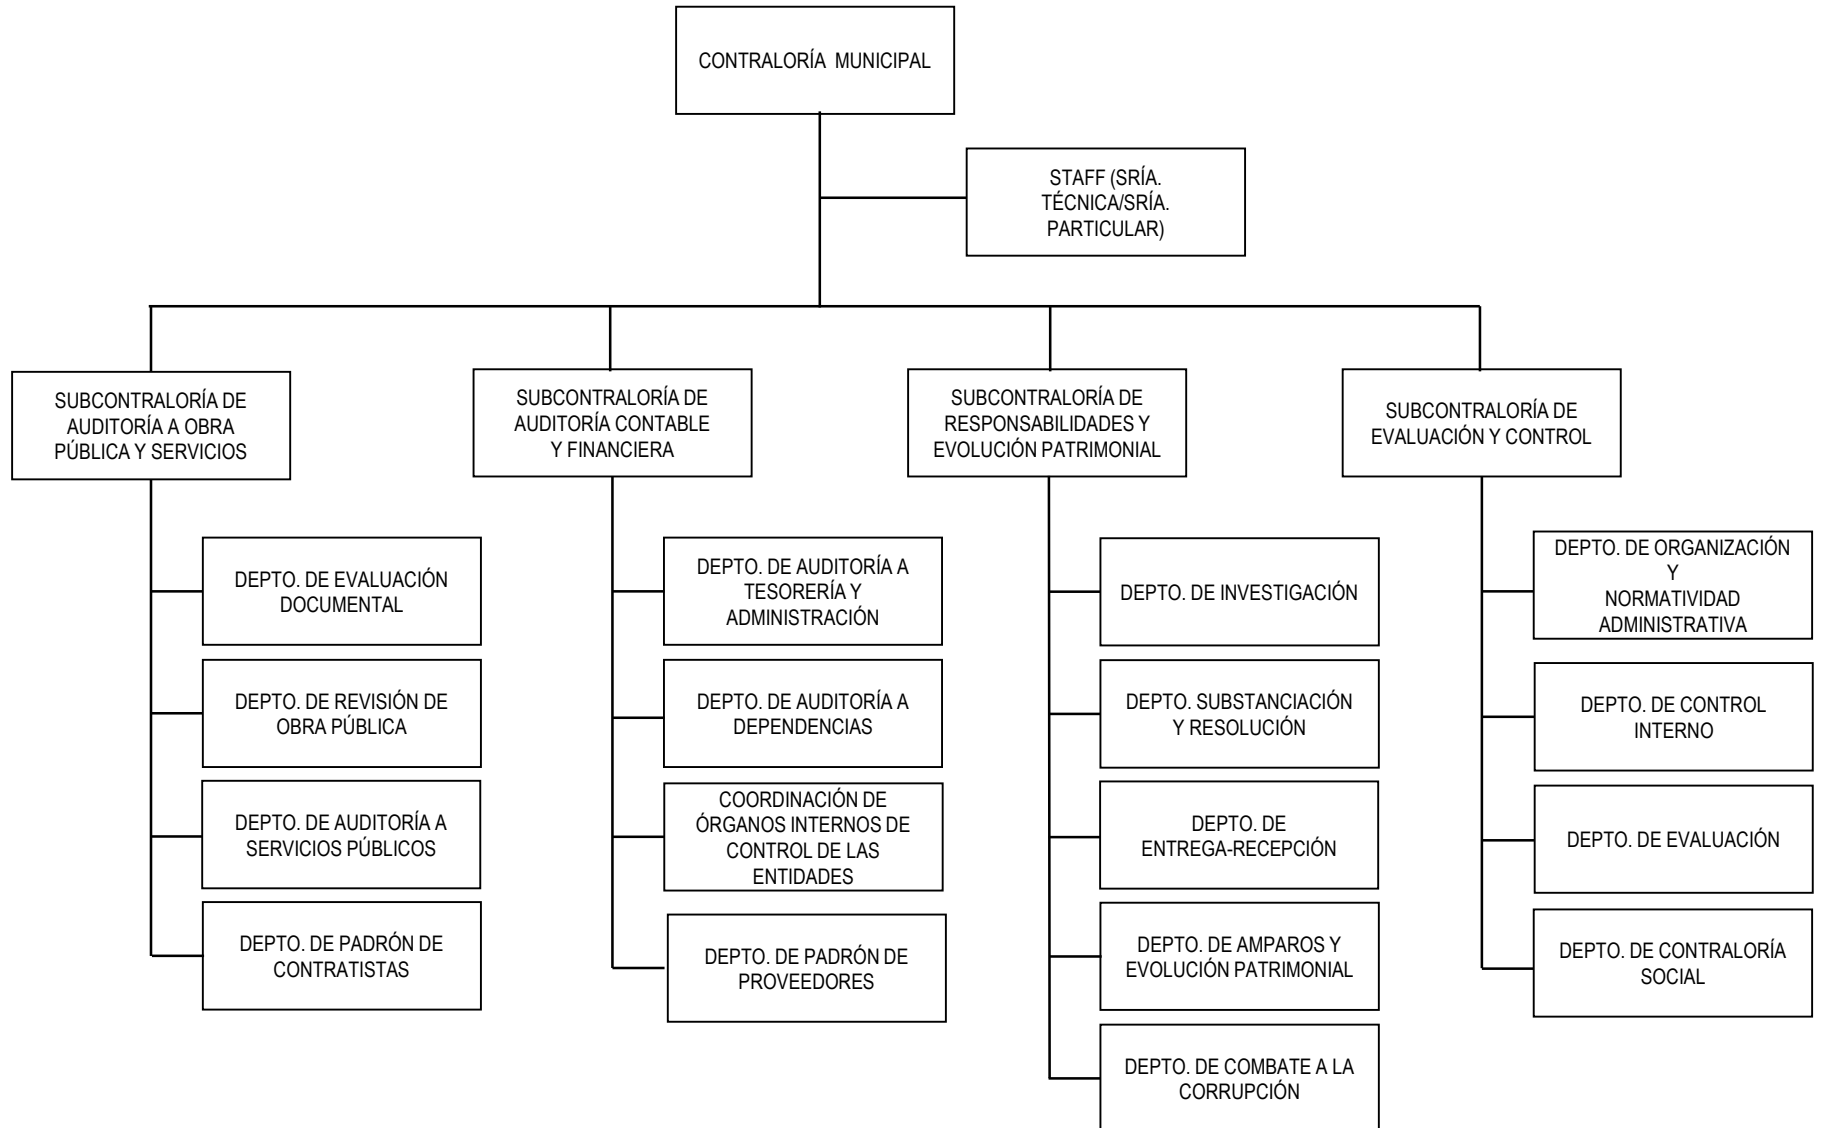 CONTRALORÍA MUNICIPAL
STAFF (SRÍA.
TÉCNICA/SRÍA.
PARTICULAR)
SUBCONTRALORÍA DE
AUDITORÍA A OBRA
PÚBLICA Y SERVICIOS
SUBCONTRALORÍA DE
AUDITORÍA CONTABLE
Y FINANCIERA
SUBCONTRALORÍA DE
RESPONSABILIDADES Y
EVOLUCIÓN PATRIMONIAL
SUBCONTRALORÍA DE
EVALUACIÓN Y CONTROL
DEPTO. DE EVALUACIÓN
DOCUMENTAL
DEPTO. DE REVISIÓN DE
OBRA PÚBLICA
DEPTO. DE AUDITORÍA A
SERVICIOS PÚBLICOS
DEPTO. DE PADRÓN DE
CONTRATISTAS
DEPTO. DE AUDITORÍA A
TESORERÍA Y
ADMINISTRACIÓN
DEPTO. DE AUDITORÍA A
DEPENDENCIAS
COORDINACIÓN DE
ÓRGANOS INTERNOS DE
CONTROL DE LAS
ENTIDADES
DEPTO. DE PADRÓN DE
PROVEEDORES
DEPTO. DE INVESTIGACIÓN
DEPTO. SUBSTANCIACIÓN
Y RESOLUCIÓN
DEPTO. DE
ENTREGA-RECEPCIÓN
DEPTO. DE AMPAROS Y
EVOLUCIÓN PATRIMONIAL
DEPTO. DE COMBATE A LA
CORRUPCIÓN
DEPTO. DE ORGANIZACIÓN
Y
NORMATIVIDAD
ADMINISTRATIVA
DEPTO. DE CONTROL
INTERNO
DEPTO. DE EVALUACIÓN
DEPTO. DE CONTRALORÍA
SOCIAL